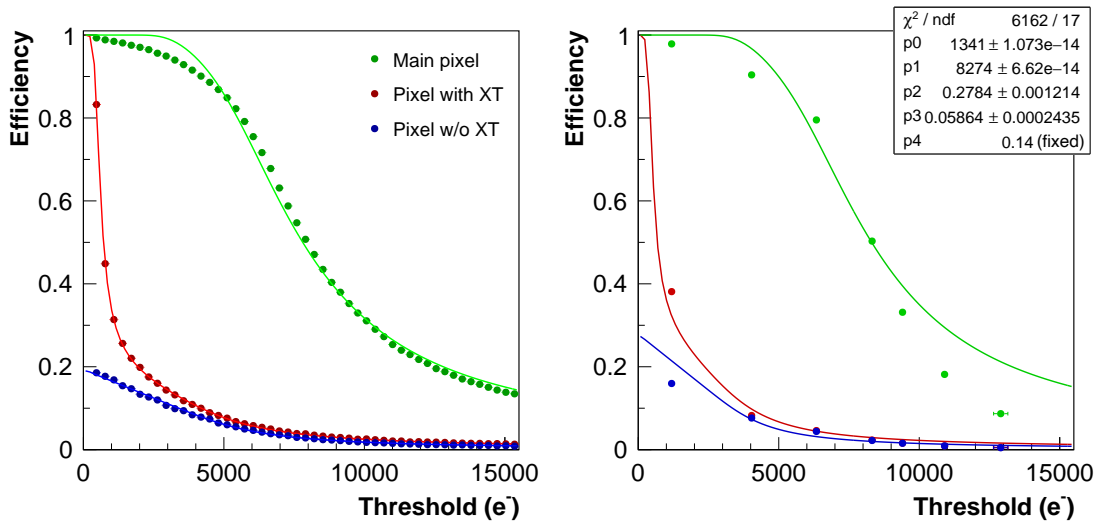 Efficiency
1
0.8
0.6
0.4
0.2
0
0 5000 10000 15000
Threshold (e⁻)
Main pixel
Pixel with XT
Pixel w/o XT
Efficiency
1
0.8
0.6
0.4
0.2
0
0 5000 10000 15000
Threshold (e⁻)
χ² / ndf 6162 / 17
p0 1341 ± 1.073e−14
p1 8274 ± 6.62e−14
p2 0.2784 ± 0.001214
p3 0.05864 ± 0.0002435
p4 0.14 (fixed)